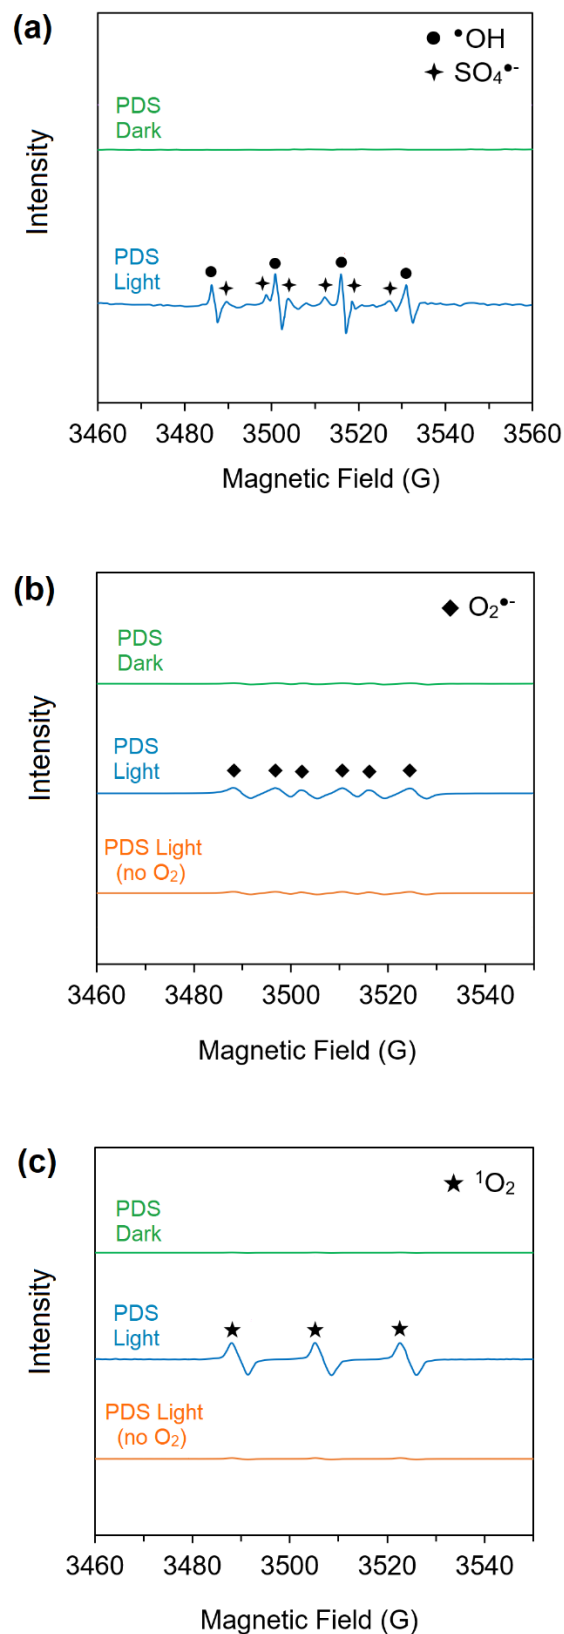 (a)
● •OH
✦ SO₄•⁻
PDS
Dark
PDS
Light
Intensity
3460 3480 3500 3520 3540 3560
Magnetic Field (G)
(b)
◆ O₂•⁻
PDS
Dark
PDS
Light
PDS Light
(no O₂)
Intensity
3460 3480 3500 3520 3540
Magnetic Field (G)
(c)
★ ¹O₂
PDS
Dark
PDS
Light
PDS Light
(no O₂)
Intensity
3460 3480 3500 3520 3540
Magnetic Field (G)